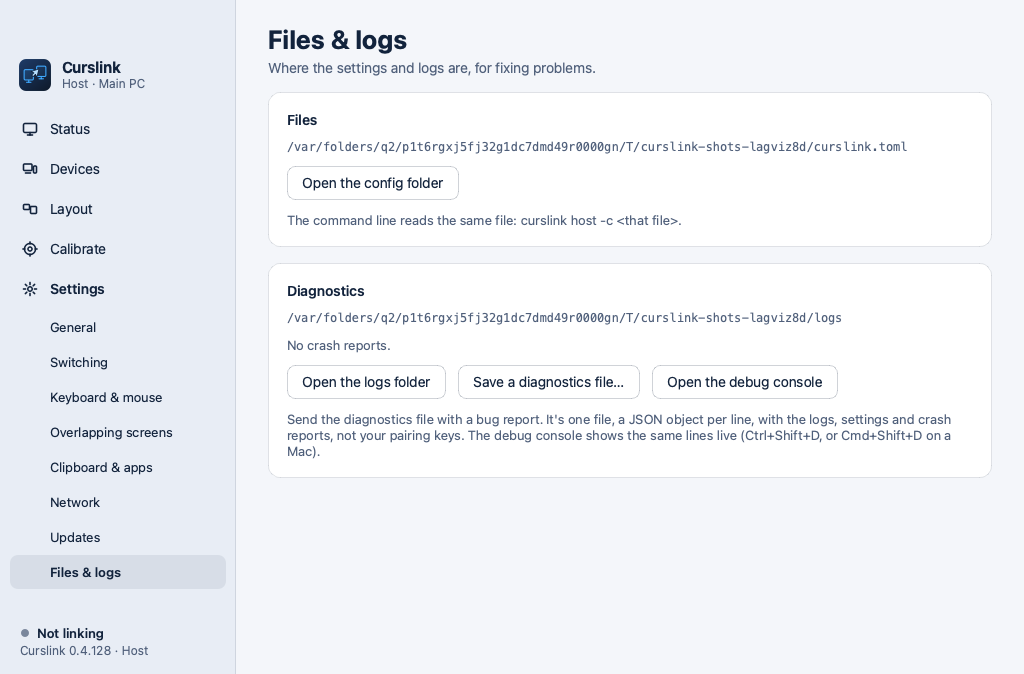 Curslink
Host · Main PC
Status
Devices
Layout
Calibrate
Settings
General
Switching
Keyboard & mouse
Overlapping screens
Clipboard & apps
Network
Updates
Files & logs
Not linking
Curslink 0.4.128 · Host
Files & logs
Where the settings and logs are, for fixing problems.
Files
/var/folders/q2/p1t6rgxj5fj32g1dc7dmd49r0000gn/T/curslink-shots-lagviz8d/curslink.toml
Open the config folder
The command line reads the same file: curslink host -c <that file>.
Diagnostics
/var/folders/q2/p1t6rgxj5fj32g1dc7dmd49r0000gn/T/curslink-shots-lagviz8d/logs
No crash reports.
Open the logs folder
Save a diagnostics file...
Open the debug console
Send the diagnostics file with a bug report. It's one file, a JSON object per line, with the logs, settings and crash
reports, not your pairing keys. The debug console shows the same lines live (Ctrl+Shift+D, or Cmd+Shift+D on a
Mac).